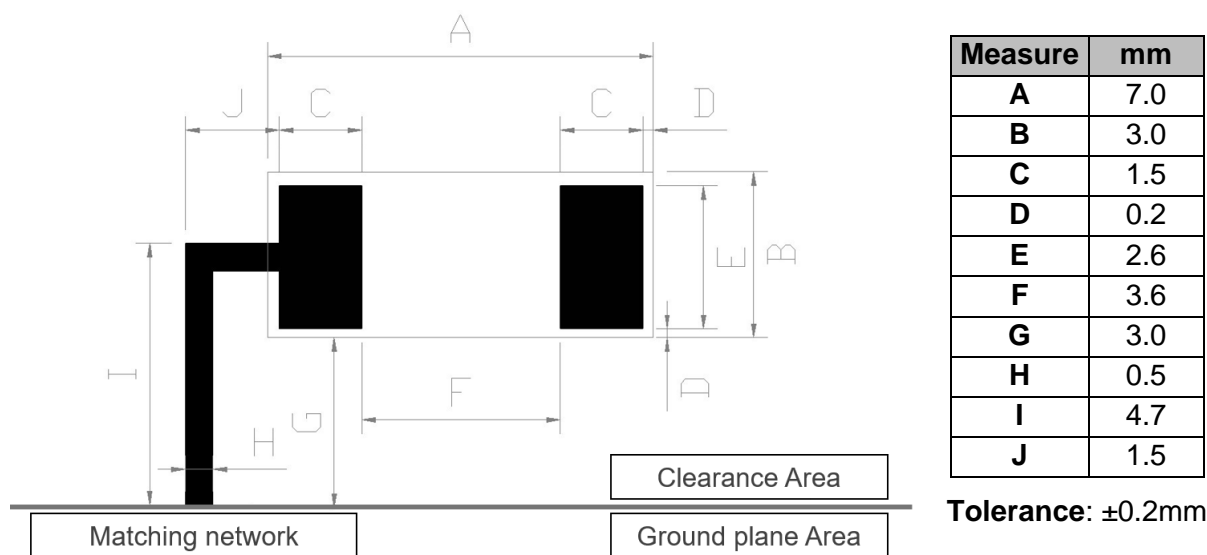 A
J
C
C
D
E
B
I
F
D
G
H
Clearance Area
Matching network
Ground plane Area
Measure mm
A 7.0
B 3.0
C 1.5
D 0.2
E 2.6
F 3.6
G 3.0
H 0.5
I 4.7
J 1.5
Tolerance: ±0.2mm